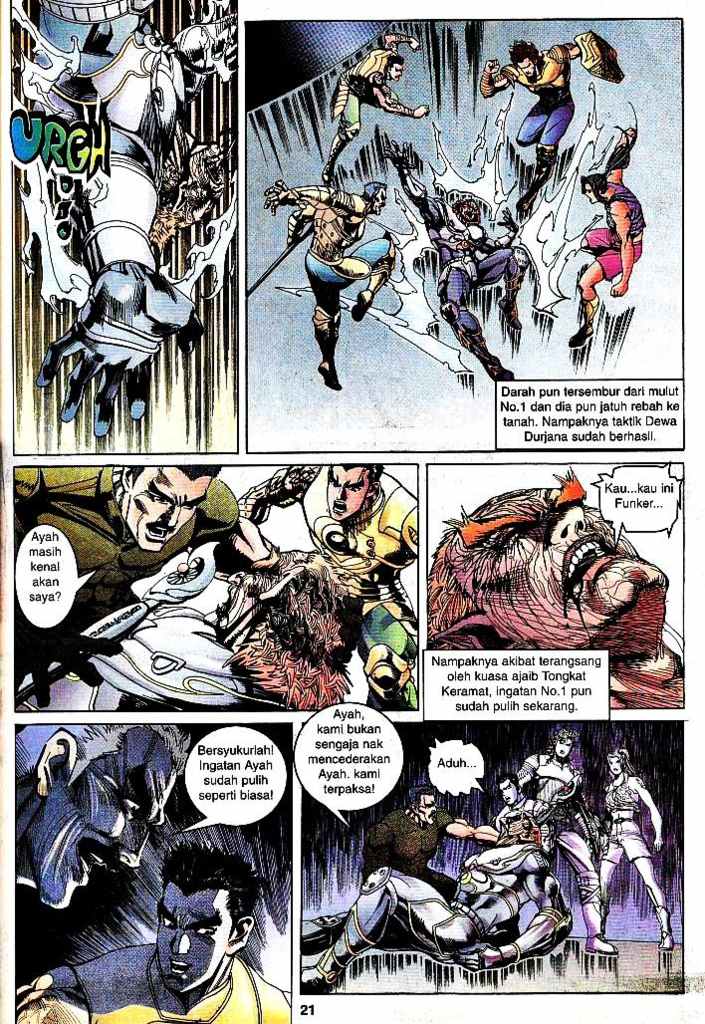 URGH
Darah pun tersembur dari mulut
No.1 dan dia pun jatuh rebah ke
tanah. Nampaknya taktik Dewa
Durjana sudah berhasil.
Ayah
masih
kenal
akan
saya?
Kau...kau ini
Funker...
Nampaknya akibat terangsang
oleh kuasa ajaib Tongkat
Keramat, ingatan No.1 pun
sudah pulih sekarang.
Bersyukurlah!
Ingatan Ayah
sudah pulih
seperti biasa!
Ayah,
kami bukan
sengaja nak
mencederakan
Ayah. kami
terpaksa!
Aduh...
21